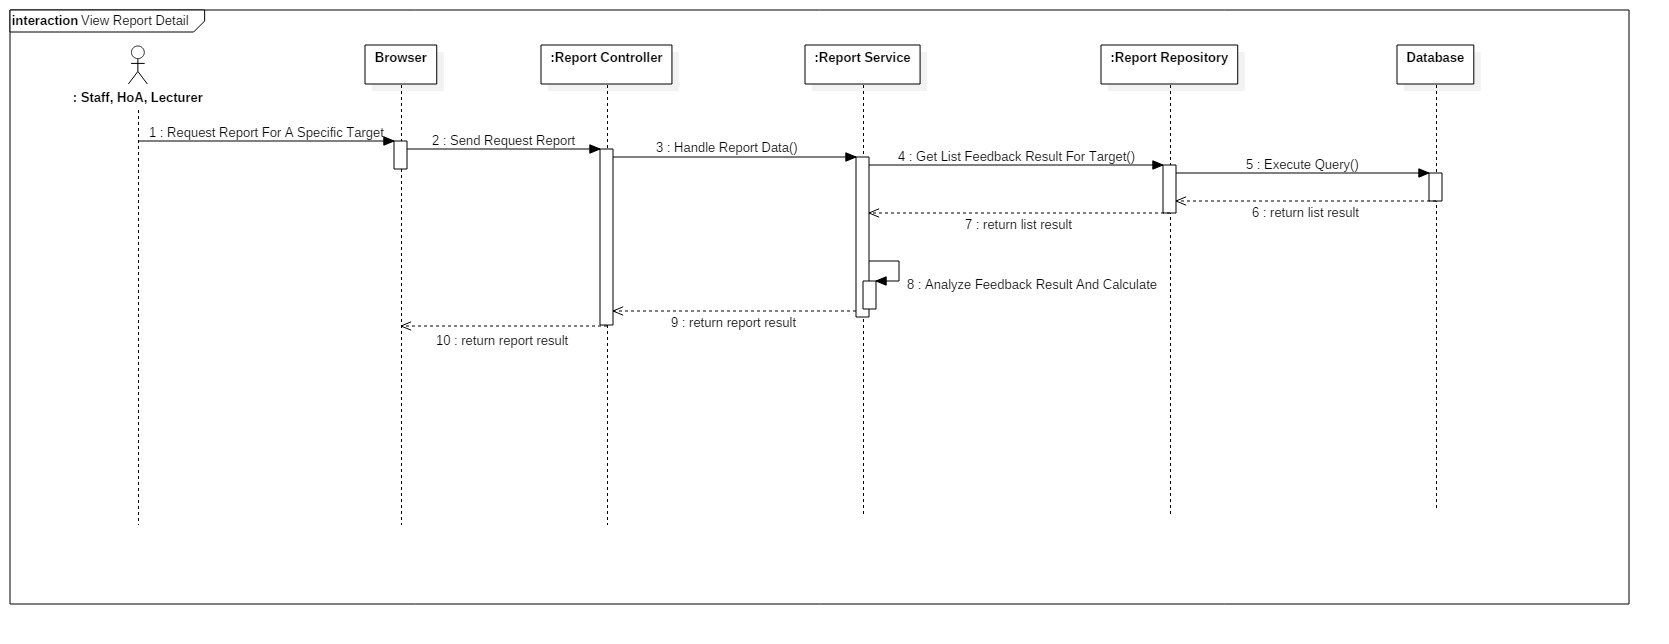 interaction View Report Detail
: Staff, HoA, Lecturer
Browser
:Report Controller
:Report Service
:Report Repository
Database
1 : Request Report For A Specific Target
2 : Send Request Report
3 : Handle Report Data()
4 : Get List Feedback Result For Target()
5 : Execute Query()
6 : return list result
7 : return list result
8 : Analyze Feedback Result And Calculate
9 : return report result
10 : return report result